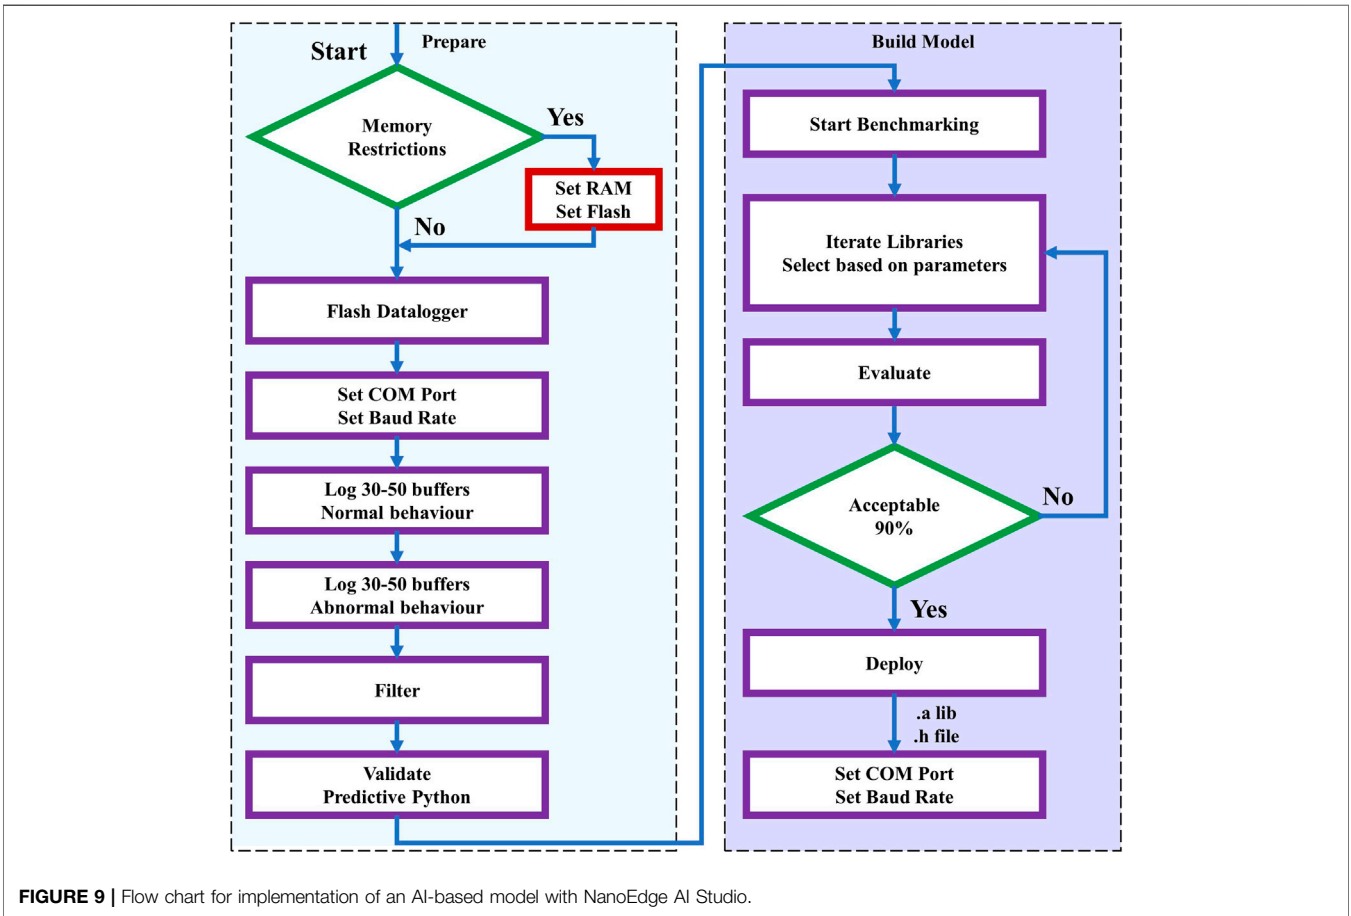 Start
Prepare
Memory
Restrictions
Yes
Set RAM
Set Flash
No
Flash Datalogger
Set COM Port
Set Baud Rate
Log 30-50 buffers
Normal behaviour
Log 30-50 buffers
Abnormal behaviour
Filter
Validate
Predictive Python
Build Model
Start Benchmarking
Iterate Libraries
Select based on parameters
Evaluate
Acceptable
90%
No
Yes
Deploy
.a lib
.h file
Set COM Port
Set Baud Rate
FIGURE 9 | Flow chart for implementation of an AI-based model with NanoEdge AI Studio.